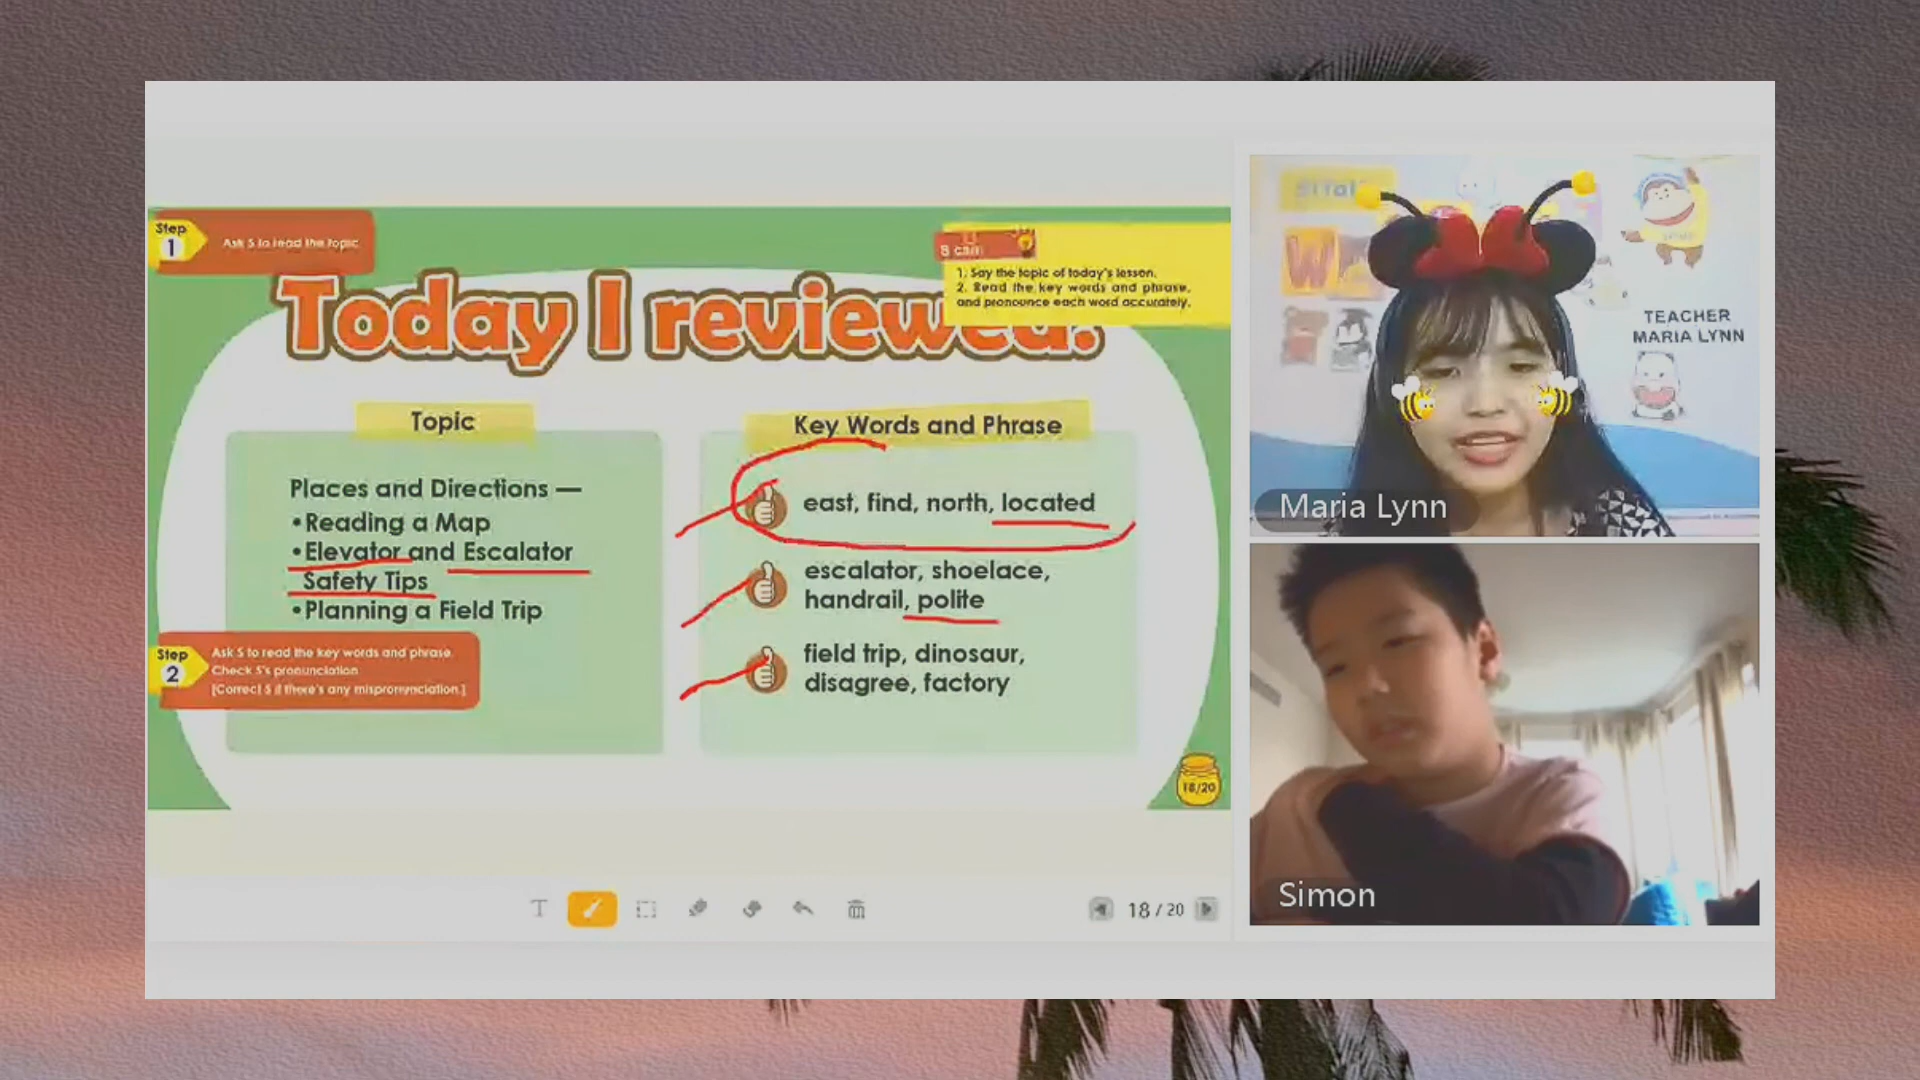 Step
1
Ask S to read the topic
S can:
1. Say the topic of today's lesson.
2. Read the key words and phrase,
and pronounce each word accurately.
Today I reviewed:
Topic
Places and Directions —
•Reading a Map
•Elevator and Escalator
Safety Tips
•Planning a Field Trip
Step
2
Ask S to read the key words and phrase.
Check S's pronunciation
[Correct S if there's any mispronunciation.]
Key Words and Phrase
east, find, north, located
escalator, shoelace,
handrail, polite
field trip, dinosaur,
disagree, factory
18/20
T
18 / 20
TEACHER
MARIA LYNN
Maria Lynn
Simon